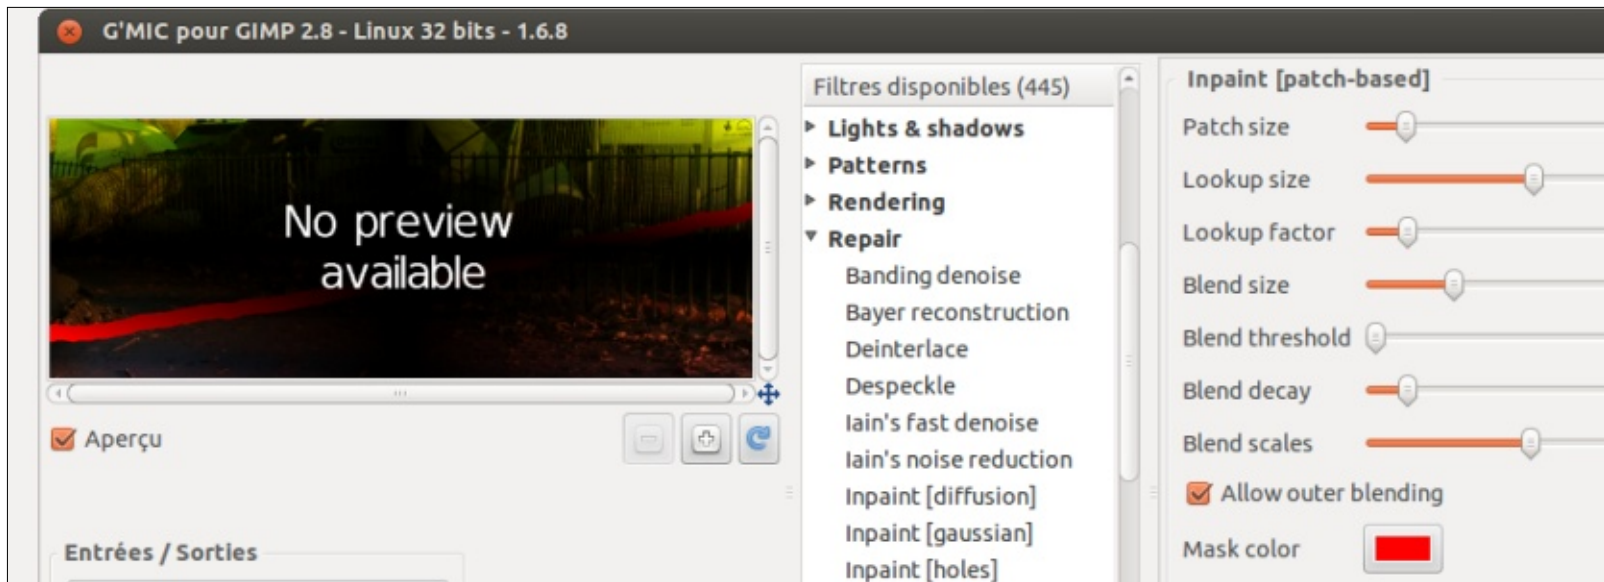 G'MIC pour GIMP 2.8 - Linux 32 bits - 1.6.8
No preview
available
Aperçu
Entrées / Sorties
Filtres disponibles (445)
Lights & shadows
Patterns
Rendering
Repair
Banding denoise
Bayer reconstruction
Deinterlace
Despeckle
Iain's fast denoise
Iain's noise reduction
Inpaint [diffusion]
Inpaint [gaussian]
Inpaint [holes]
Inpaint [patch-based]
Patch size
Lookup size
Lookup factor
Blend size
Blend threshold
Blend decay
Blend scales
Allow outer blending
Mask color